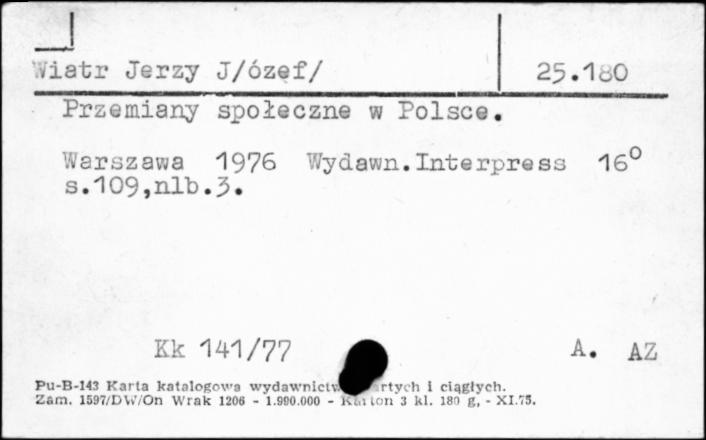 Wiatr Jerzy J/ózef/ 25.180
Przemiany społeczne w Polsce.
Warszawa 1976 Wydawn.Interpress 16°
s.109,nlb.3.
Kk 141/77 A. AZ
Pu-B-143 Karta katalogowa i ciągłych.
Zam. 1597/DW/On Wrak 1206 - 1.990.000 - Karton 3 kl. 180 g, - XI.75.